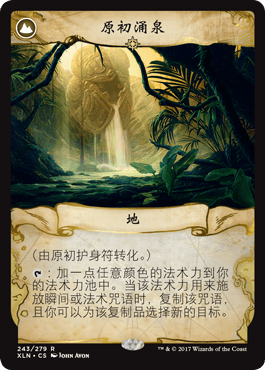 原初涌泉
地
(由原初护身符转化。)
:加一点任意颜色的法术力到你
的法术力池中。当该法术力用来施
放瞬间或法术咒语时,复制该咒语,
且你可以为该复制品选择新的目标。
243/279 R
XLN • CS JOHN AVON
™ & © 2017 Wizards of the Coast